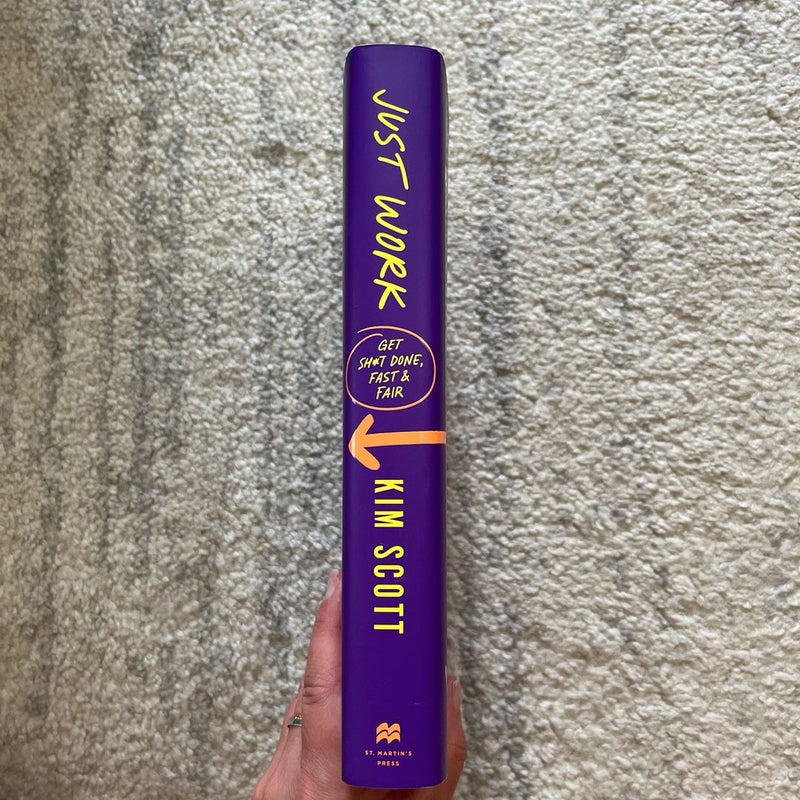 JUST WORK
GET
SH*T DONE,
FAST &
FAIR
KIM SCOTT
ST. MARTIN'S
PRESS